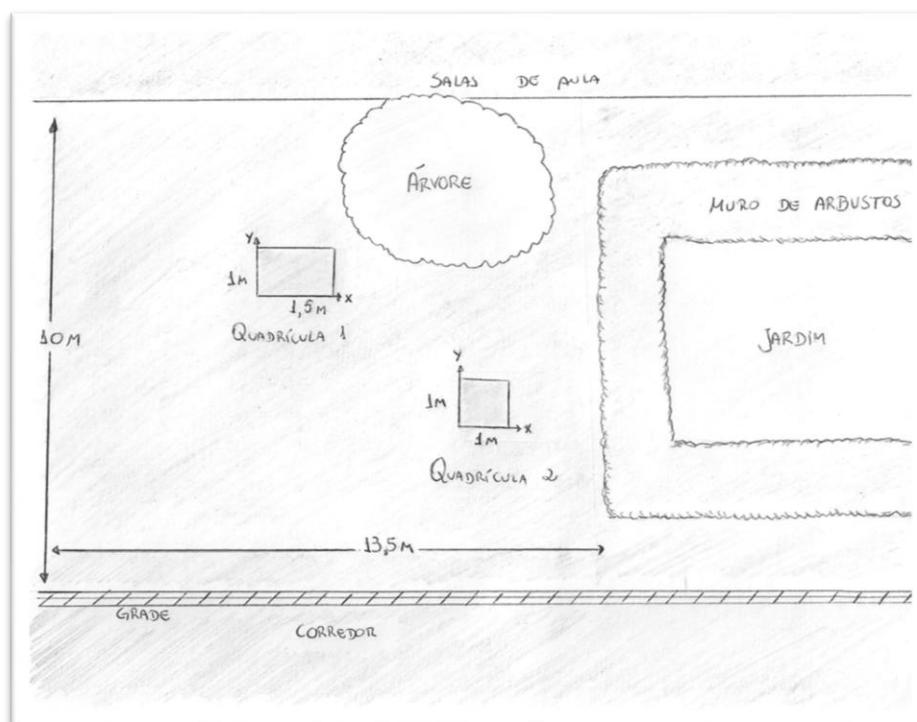 SALAS DE AULA
ÁRVORE
MURO DE ARBUSTOS
Y
1M
X
1,5M
QUADRÍCULA 1
10M
JARDIM
Y
1M
X
1M
QUADRÍCULA 2
13,5M
GRADE
CORREDOR